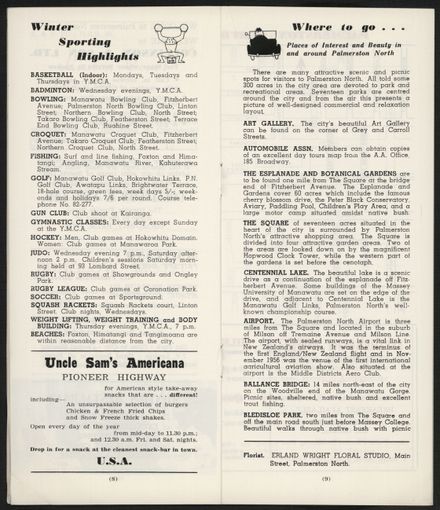 Winter
Sporting
Highlights
BASKETBALL (Indoor): Mondays, Tuesdays and
Thursdays in Y.M.C.A.
BADMINTON: Wednesday evenings, Y.M.C.A.
BOWLING: Manawatu Bowling Club, Fitzherbert
Avenue; Palmerston North Bowling Club, Linton
Street; Northern Bowling Club, North Street;
Takaro Bowling Club, Featherston Street; Terrace
End Bowling Club, Ruahine Street.
CROQUET: Manawatu Croquet Club, Fitzherbert
Avenue; Takaro Croquet Club, Featherston Street;
Northern Croquet Club, North Street.
FISHING: Surf and line fishing, Foxton and Hima-
tangi; Angling, Manawatu River, Kahuterawa
Stream.
GOLF: Manawatu Golf Club, Hokowhitu Links. P.N.
Golf Club, Awatapu Links, Brightwater Terrace,
18-hole course, green fees, week days 5/-; week-
ends and holidays 7/6 per round. Course tele-
phone No. 82-277.
GUN CLUB: Club shoot at Kairanga.
GYMNASTIC CLASSES: Every day except Sunday
at the Y.M.C.A.
HOCKEY: Men, Club games at Hokowhitu Domain.
Women: Club games at Manawaroa Park.
JUDO: Wednesday evening 7 p.m., Saturday after-
noon 2 p.m. Children's sessions Saturday morn-
ing held at 93 Lombard Street.
RUGBY: Club games at Showgrounds and Ongley
Park.
RUGBY LEAGUE: Club games at Coronation Park.
SOCCER: Club games at Sportsground.
SQUASH RACKETS: Squash Rackets court, Linton
Street. Club nights, Wednesdays.
WEIGHT LIFTING, WEIGHT TRAINING and BODY
BUILDING: Thursday evenings, Y.M.C.A., 7 p.m.
BEACHES: Foxton, Himatangi and Tangimoana are
within reasonable distance from the city.
Uncle Sam's Americana
PIONEER HIGHWAY
for American style take-away
snacks that are . . . different!
including—
An unsurpassable selection of burgers
Chicken & French Fried Chips
and Snow Freeze thick shakes.
Open every day of the year
from mid-day to 11.30 p.m.;
and 12.30 a.m. Fri. and Sat. nights.
Drop in for a snack at the cleanest snack-bar in town.
U.S.A.
(8)
Where to go . . .
Places of Interest and Beauty in
and around Palmerston North
There are many attractive scenic and picnic
spots for visitors to Palmerston North. All told some
300 acres in the city area are devoted to park and
recreational areas. Seventeen parks are centred
around the city and from the air this presents a
picture of well-designed commercial and relaxation
layout.
ART GALLERY. The city's beautiful Art Gallery
can be found on the corner of Grey and Carroll
Streets.
AUTOMOBILE ASSN. Members can obtain copies
of an excellent day tours map from the A.A. Office,
185 Broadway.
THE ESPLANADE AND BOTANICAL GARDENS are
to be found one mile from The Square at the bridge
end of Fitzherbert Avenue. The Esplanade and
Gardens cover 60 acres which include the famous
cherry blossom drive, the Peter Black Conservatory,
Aviary, Paddling Pool, Children's Play Area, and a
large motor camp situated amidst native bush.
THE SQUARE of seventeen acres situated in the
heart of the city is surrounded by Palmerston
North's attractive shopping area. The Square is
divided into four attractive garden areas. Two of
the areas are looked down on by the magnificent
Hopwood Clock Tower, while the western part of
the gardens is set before the cenotaph.
CENTENNIAL LAKE. The beautiful lake is a scenic
drive as a continuation of the esplanade off Fitz-
herbert Avenue. Some buildings of the Massey
University of Manawatu are set on the edge of the
drive, and adjacent to Centennial Lake is the
Manawatu Golf Links, Palmerston North's well-
known championship course.
AIRPORT. The Palmerston North Airport is three
miles from The Square and located in the suburb
of Milson off Tremaine Avenue and Milson Line.
The airport, with sealed runways, is a vital link in
New Zealand's airways. It was the terminus of
the first England/New Zealand flight and in Nov-
ember 1956 was the venue of the first International
agricultural aviation show. Also situated at the
airport is the Middle Districts Aero Club.
BALLANCE BRIDGE: 14 miles north-east of the city
on the Woodville end of the Manawatu Gorge.
Picnic sites, sheltered, native bush and excellent
trout fishing.
BLEDISLOE PARK, two miles from The Square and
off the main road south just before Massey College.
Beautiful walks through native bush with picnic
Florist. ERLAND WRIGHT FLORAL STUDIO, Main
Street, Palmerston North.
(9)